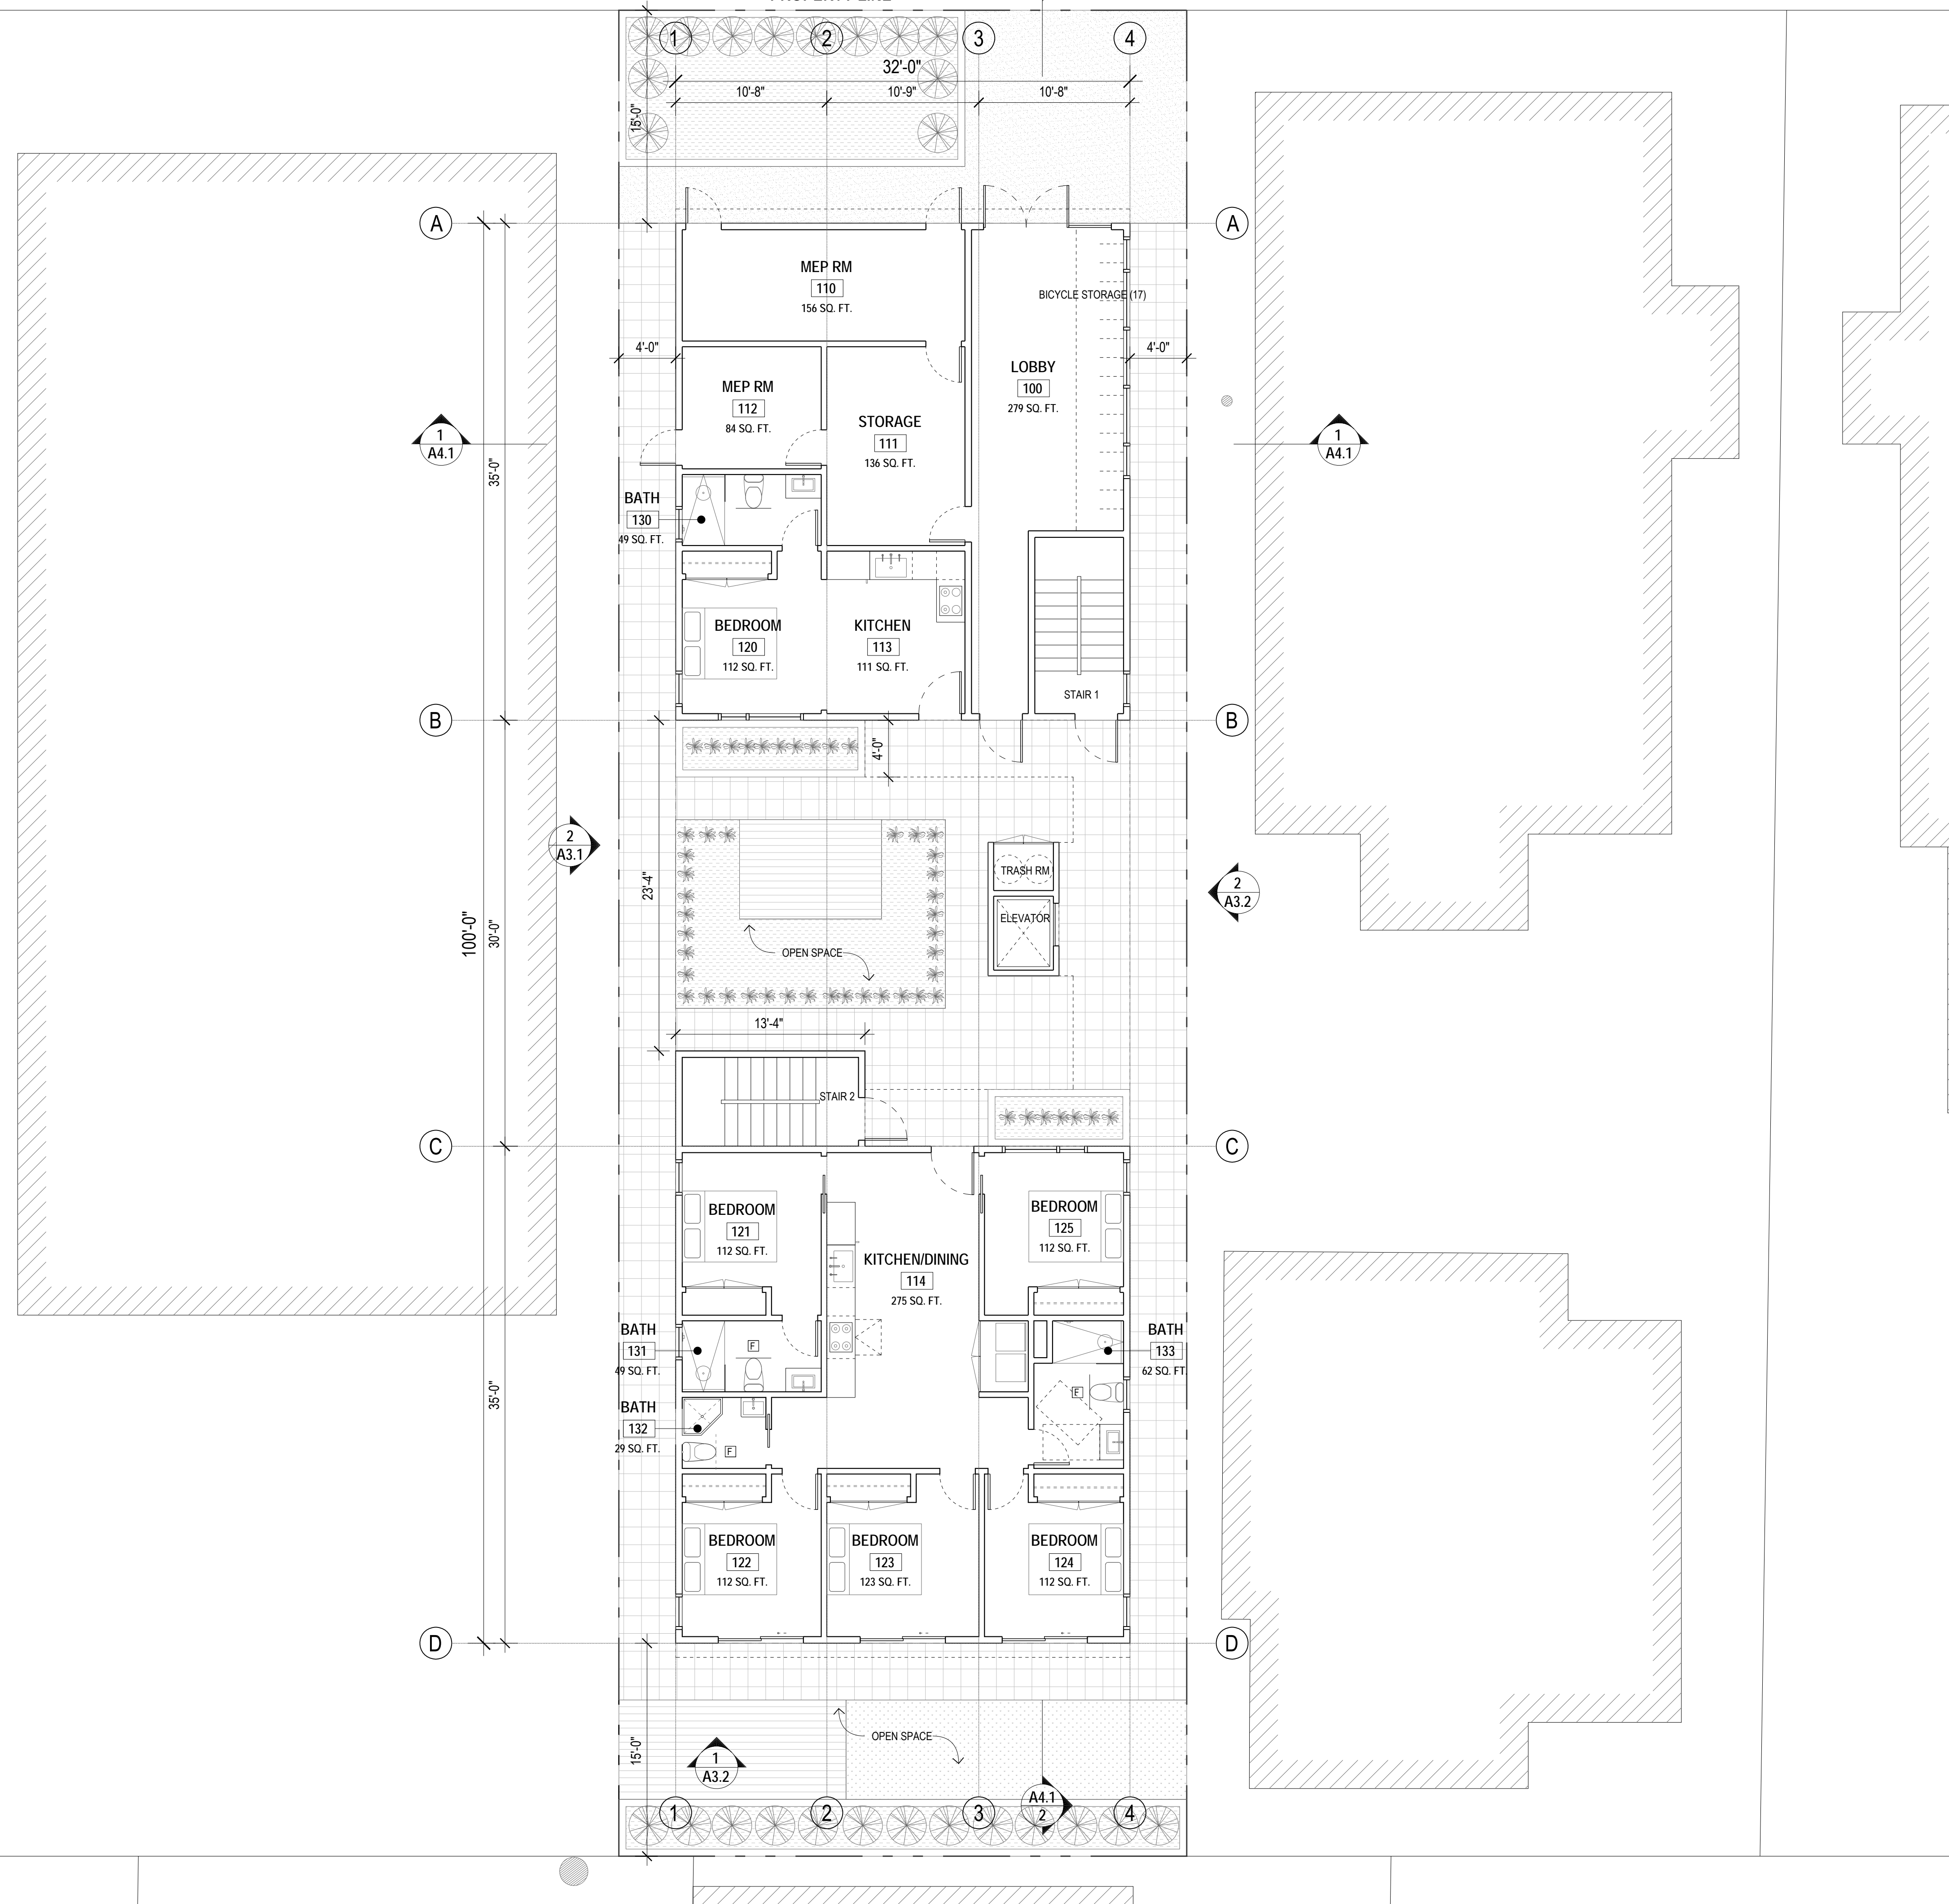 1
2
3
4
32'-0"
10'-8"
10'-9"
10'-8"
15'-0"
A
A
MEP RM
110
156 SQ. FT.
BICYCLE STORAGE (17)
4'-0"
4'-0"
LOBBY
100
279 SQ. FT.
MEP RM
112
84 SQ. FT.
STORAGE
111
136 SQ. FT.
1
A4.1
1
A4.1
35'-0"
BATH
130
49 SQ. FT.
BEDROOM
120
112 SQ. FT.
KITCHEN
113
111 SQ. FT.
STAIR 1
B
B
4'-0"
2
A3.1
TRASH RM
23'-4"
2
A3.2
ELEVATOR
100'-0"
30'-0"
OPEN SPACE
13'-4"
STAIR 2
C
C
BEDROOM
121
112 SQ. FT.
BEDROOM
125
112 SQ. FT.
KITCHEN/DINING
114
275 SQ. FT.
BATH
131
49 SQ. FT.
F
BATH
133
62 SQ. FT.
F
35'-0"
BATH
132
29 SQ. FT.
F
BEDROOM
122
112 SQ. FT.
BEDROOM
123
123 SQ. FT.
BEDROOM
124
112 SQ. FT.
D
D
OPEN SPACE
15'-0"
1
A3.2
A4.1
2
1
2
3
4